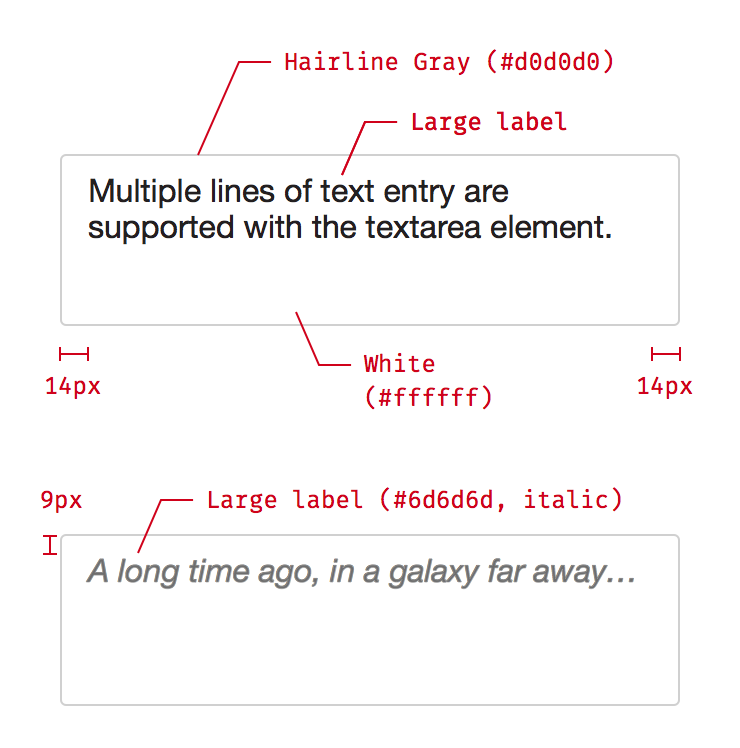 Hairline Gray (#d0d0d0)
Large label
Multiple lines of text entry are
supported with the textarea element.
White
(#ffffff)
14px
14px
9px
Large label (#6d6d6d, italic)
A long time ago, in a galaxy far away…